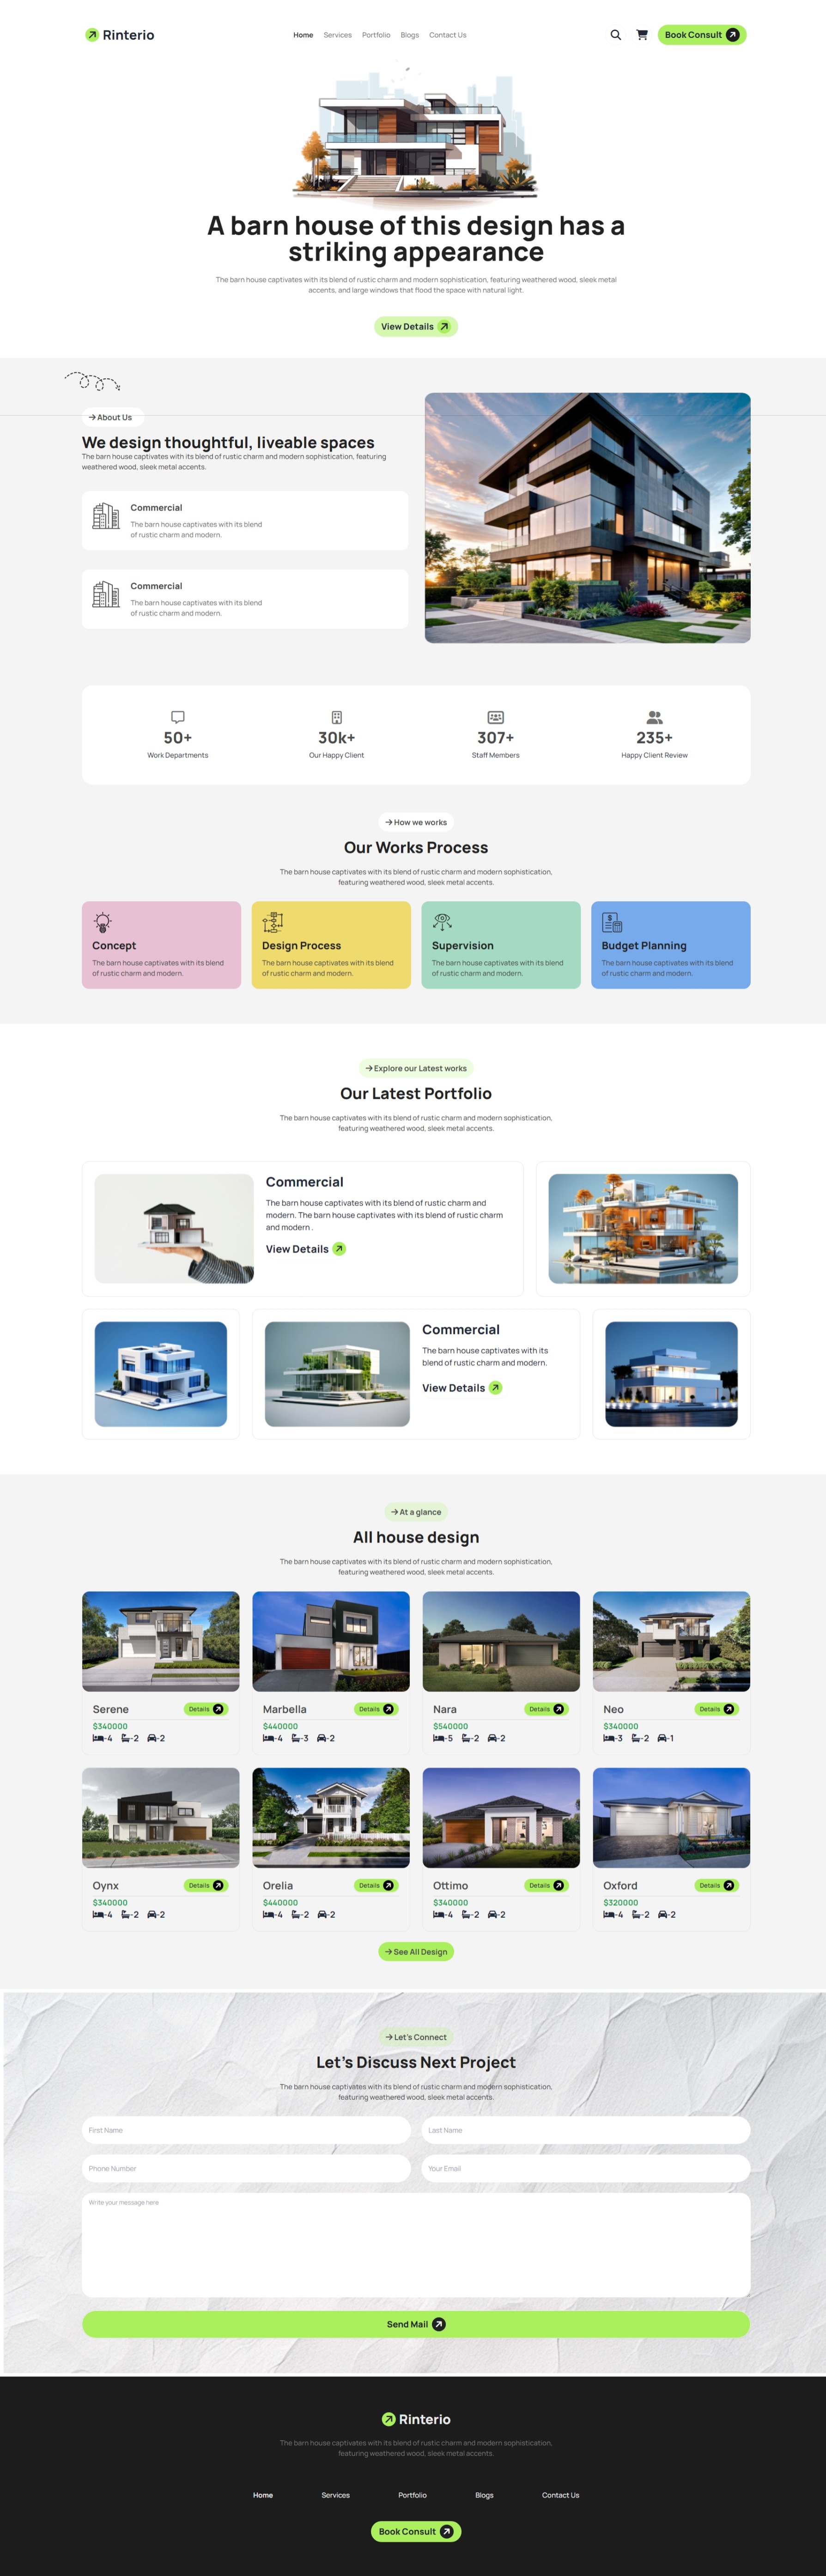 Rinterio
Home Services Portfolio Blogs Contact Us
Book Consult
A barn house of this design has a
striking appearance
The barn house captivates with its blend of rustic charm and modern sophistication, featuring weathered wood, sleek metal
accents, and large windows that flood the space with natural light.
View Details
About Us
We design thoughtful, liveable spaces
The barn house captivates with its blend of rustic charm and modern sophistication, featuring
weathered wood, sleek metal accents.
Commercial
The barn house captivates with its blend
of rustic charm and modern.
Commercial
The barn house captivates with its blend
of rustic charm and modern.
50+
Work Departments
30k+
Our Happy Client
307+
Staff Members
235+
Happy Client Review
How we works
Our Works Process
The barn house captivates with its blend of rustic charm and modern sophistication,
featuring weathered wood, sleek metal accents.
Concept
The barn house captivates with its blend
of rustic charm and modern.
Design Process
The barn house captivates with its blend
of rustic charm and modern.
Supervision
The barn house captivates with its blend
of rustic charm and modern.
Budget Planning
The barn house captivates with its blend
of rustic charm and modern.
Explore our Latest works
Our Latest Portfolio
The barn house captivates with its blend of rustic charm and modern sophistication,
featuring weathered wood, sleek metal accents.
Commercial
The barn house captivates with its blend of rustic charm and
modern. The barn house captivates with its blend of rustic charm
and modern .
View Details
Commercial
The barn house captivates with its
blend of rustic charm and modern.
View Details
At a glance
All house design
The barn house captivates with its blend of rustic charm and modern sophistication,
featuring weathered wood, sleek metal accents.
Serene
Details
$340000
-4 -2 -2
Marbella
Details
$440000
-4 -3 -2
Nara
Details
$540000
-5 -2 -2
Neo
Details
$340000
-3 -2 -1
Oynx
Details
$340000
-4 -2 -2
Orelia
Details
$440000
-4 -2 -2
Ottimo
Details
$340000
-4 -2 -2
Oxford
Details
$320000
-4 -2 -2
See All Design
Let's Connect
Let's Discuss Next Project
The barn house captivates with its blend of rustic charm and modern sophistication,
featuring weathered wood, sleek metal accents.
First Name
Last Name
Phone Number
Your Email
Write your message here
Send Mail
Rinterio
The barn house captivates with its blend of rustic charm and modern sophistication,
featuring weathered wood, sleek metal accents.
Home Services Portfolio Blogs Contact Us
Book Consult